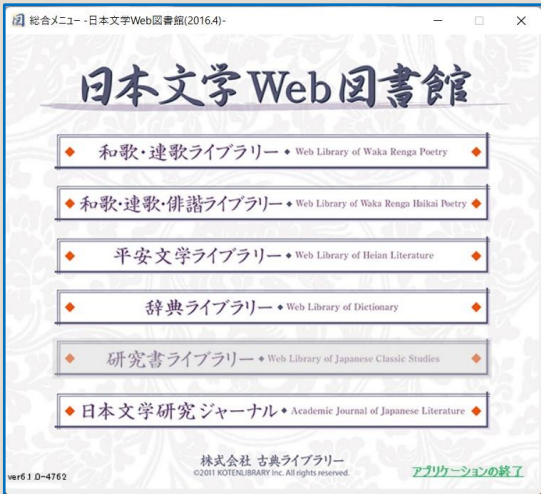 総合メニュー -日本文学Web図書館(2016.4)-
日本文学Web図書館
和歌・連歌ライブラリー ◆ Web Library of Waka Renga Poetry
和歌・連歌・俳諧ライブラリー ◆ Web Library of Waka Renga Haikai Poetry
平安文学ライブラリー ◆ Web Library of Heian Literature
辞典ライブラリー ◆ Web Library of Dictionary
研究書ライブラリー ◆ Web Library of Japanese Classic Studies
日本文学研究ジャーナル ◆ Academic Journal of Japanese Literature
株式会社 古典ライブラリー
©2011 KOTENLIBRARY Inc. All rights reserved.
ver6.1.0-4762
アプリケーションの終了